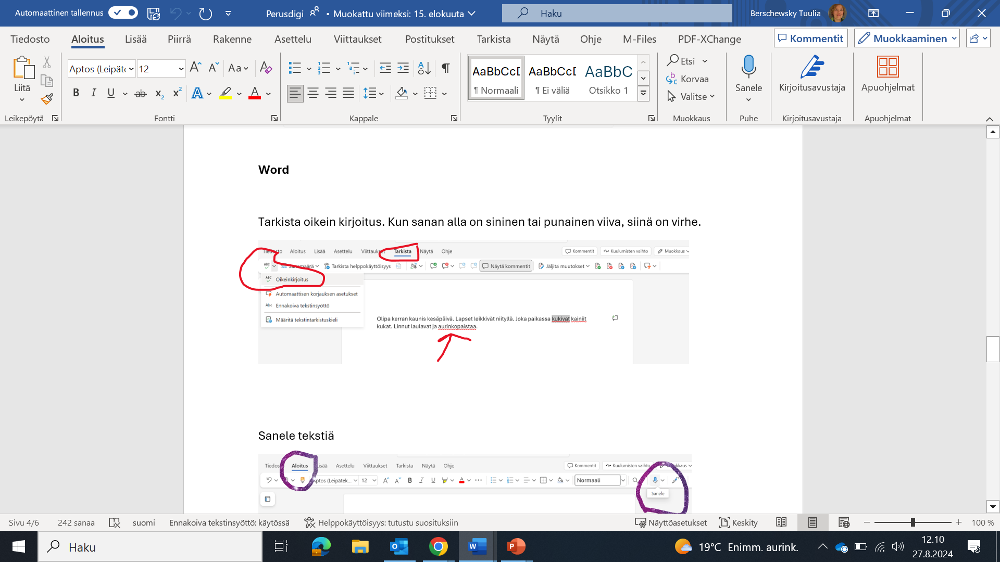 Automaattinen tallennus
Perusdigi • Muokattu viimeksi: 15. elokuuta
Haku
Berschewsky Tuulia
Tiedosto Aloitus Lisää Piirrä Rakenne Asettelu Viittaukset Postitukset Tarkista Näytä Ohje M-Files PDF-XChange
Kommentit Muokkaaminen
Liitä
Aptos (Leipäte 12
AaBbCcD AaBbCcD AaBbC
¶ Normaali ¶ Ei väliä Otsikko 1
Etsi
Korvaa
Valitse
Sanele
Kirjoitusavustaja
Apuohjelmat
Leikepöytä Fontti Kappale Tyylit Muokkaus Puhe Kirjoitusavustaja Apuohjelmat
Word
Tarkista oikein kirjoitus. Kun sanan alla on sininen tai punainen viiva, siinä on virhe.
Tiedosto Aloitus Lisää Asettelu Viittaukset Tarkista Näytä Ohje
Kommentit Kuulumisten vaihto Muokkaus
Sanamäärä Tarkista helppokäyttöisyys Näytä kommentit Jäljitä muutokset
Oikeinkirjoitus
Automaattisen korjauksen asetukset
Ennakoiva tekstinsyöttö
Määritä tekstintarkistuskieli
Olipa kerran kaunis kesäpäivä. Lapset leikkivät niityllä. Joka paikassa kukivat kainiit
kukat. Linnut laulavat ja aurinkopaistaa.
Sanele tekstiä
Tiedos Aloitus isää Asettelu Viittaukset Tarkista Näytä Ohje
Kommentit Kuulumisten vaihto Muokkaus
Aptos (Leipätek... 12 Normaali
Sanele
Sivu 4/6 242 sanaa suomi Ennakoiva tekstinsyöttö: käytössä Helppokäyttöisyys: tutustu suosituksiin
Näyttöasetukset Keskity 100 %
Haku
19°C Enimm. aurink.
12.10
27.8.2024